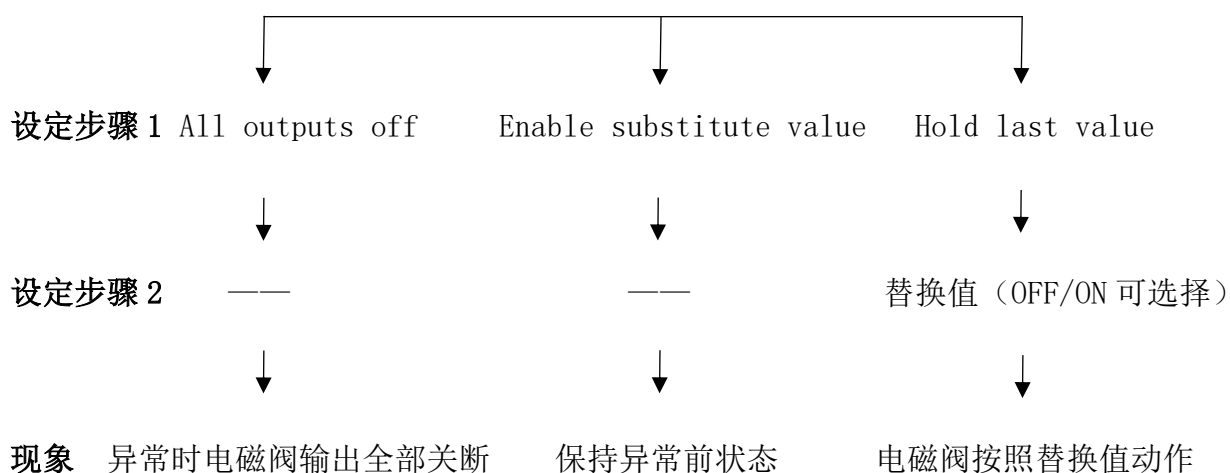 设定步骤 1 All outputs off Enable substitute value Hold last value
设定步骤 2 —— —— 替换值（OFF/ON 可选择）
现象 异常时电磁阀输出全部关断 保持异常前状态 电磁阀按照替换值动作